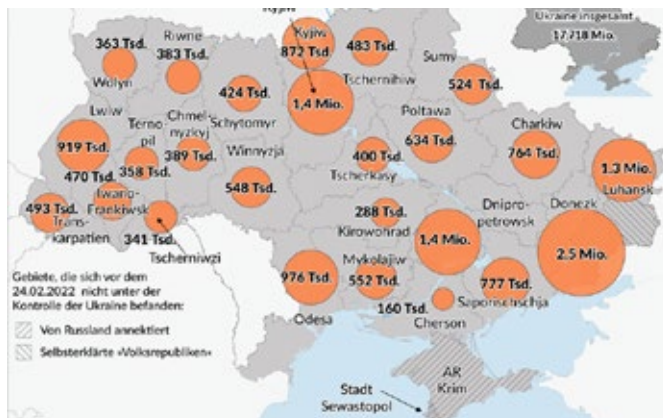 Kyjiw
Ukraine insgesamt
17,718 Mio.
363 Tsd.
Wolyn
Riwne
383 Tsd.
Kyjiw
872 Tsd.
483 Tsd.
Tschernihiw
Sumy
524 Tsd.
424 Tsd.
Schytomyr
1,4 Mio.
Lwiw
919 Tsd.
Terno-
pil
358 Tsd.
Chmel-
nyzkyj
389 Tsd.
Winnyzja
548 Tsd.
400 Tsd.
Tscherkasy
Poltawa
634 Tsd.
Charkiw
764 Tsd.
1.3 Mio.
Luhansk
470 Tsd.
Iwano-
Frankiwsk
493 Tsd.
Trans-
karpatien
341 Tsd.
Tscherniwzi
288 Tsd.
Kirowohrad
Dnipro-
petrowsk
1,4 Mio.
Donezk
2.5 Mio.
976 Tsd.
Odesa
Mykolajiw
552 Tsd.
777 Tsd.
Saporischschja
160 Tsd.
Cherson
Gebiete, die sich vor dem
24.02.2022 nicht unter der
Kontrolle der Ukraine befanden:
Von Russland annektiert
Selbsterklärte »Volksrepubliken«
AR
Krim
Stadt
Sewastopol